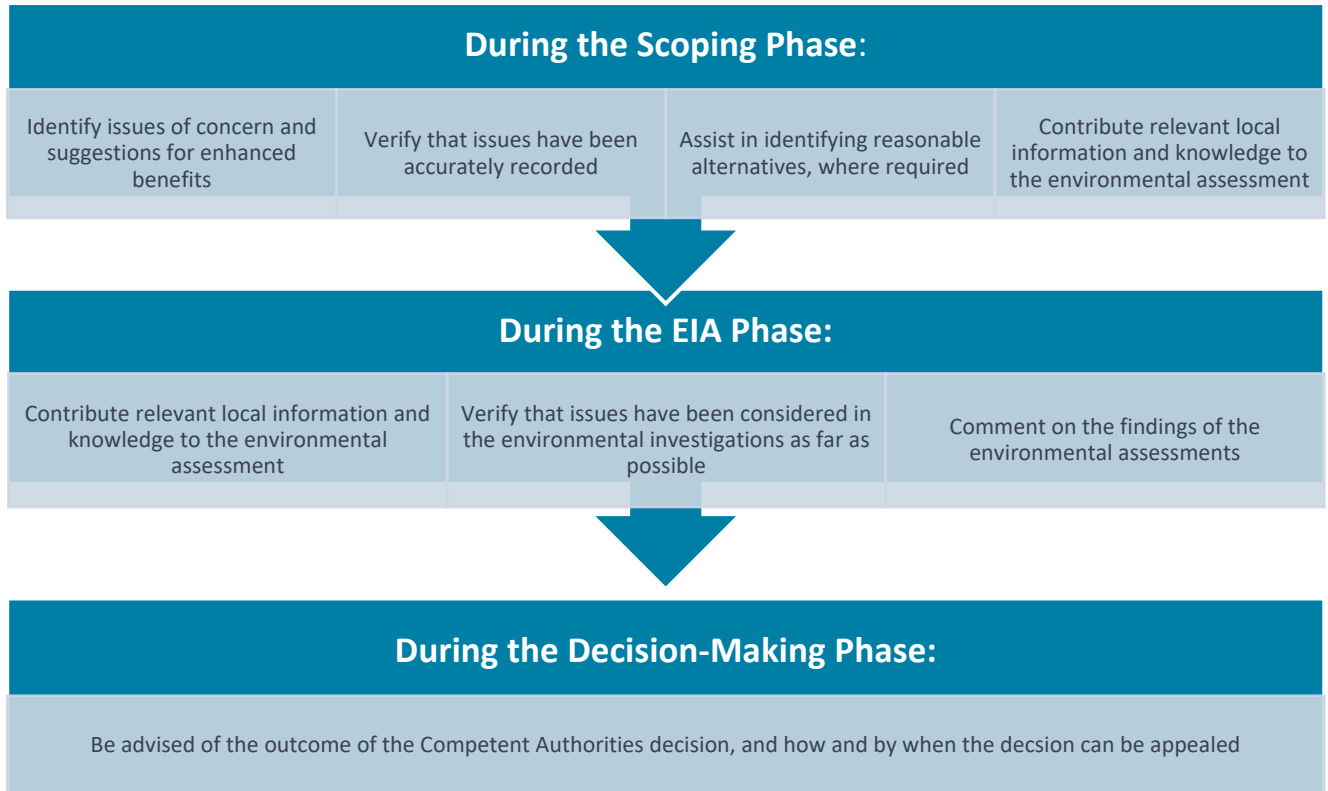 During the Scoping Phase:
Identify issues of concern and
suggestions for enhanced
benefits
Verify that issues have been
accurately recorded
Assist in identifying reasonable
alternatives, where required
Contribute relevant local
information and knowledge to
the environmental assessment
During the EIA Phase:
Contribute relevant local information and
knowledge to the environmental
assessment
Verify that issues have been considered in
the environmental investigations as far as
possible
Comment on the findings of the
environmental assessments
During the Decision-Making Phase:
Be advised of the outcome of the Competent Authorities decision, and how and by when the decsion can be appealed